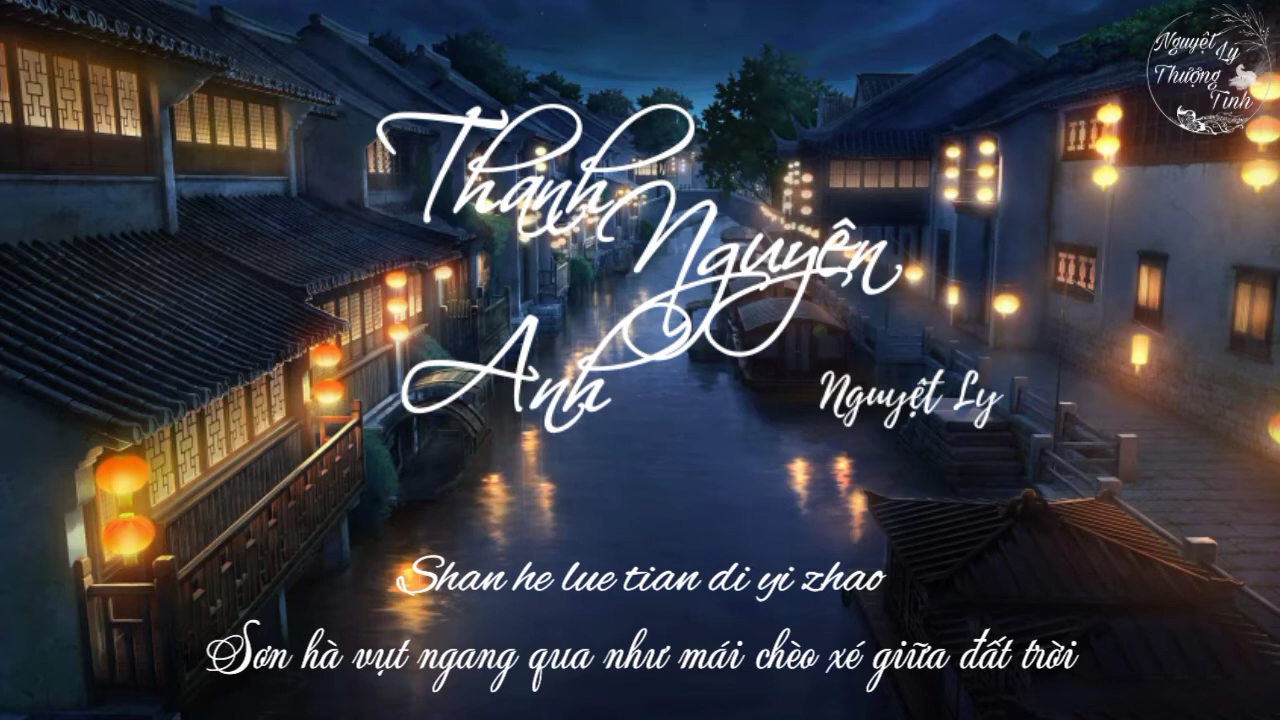 Nguyệt Ly
Thượng
Tình
Thanh
Nguyên
Anh
Nguyệt Ly
Shan he lue tian di yi zhao
Sơn hà vụt ngang qua như mái chèo xé giữa đất trời